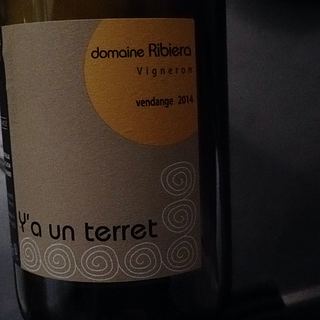 domaine Ribiera
Vigneron
vendange 2014
Y'a un terret